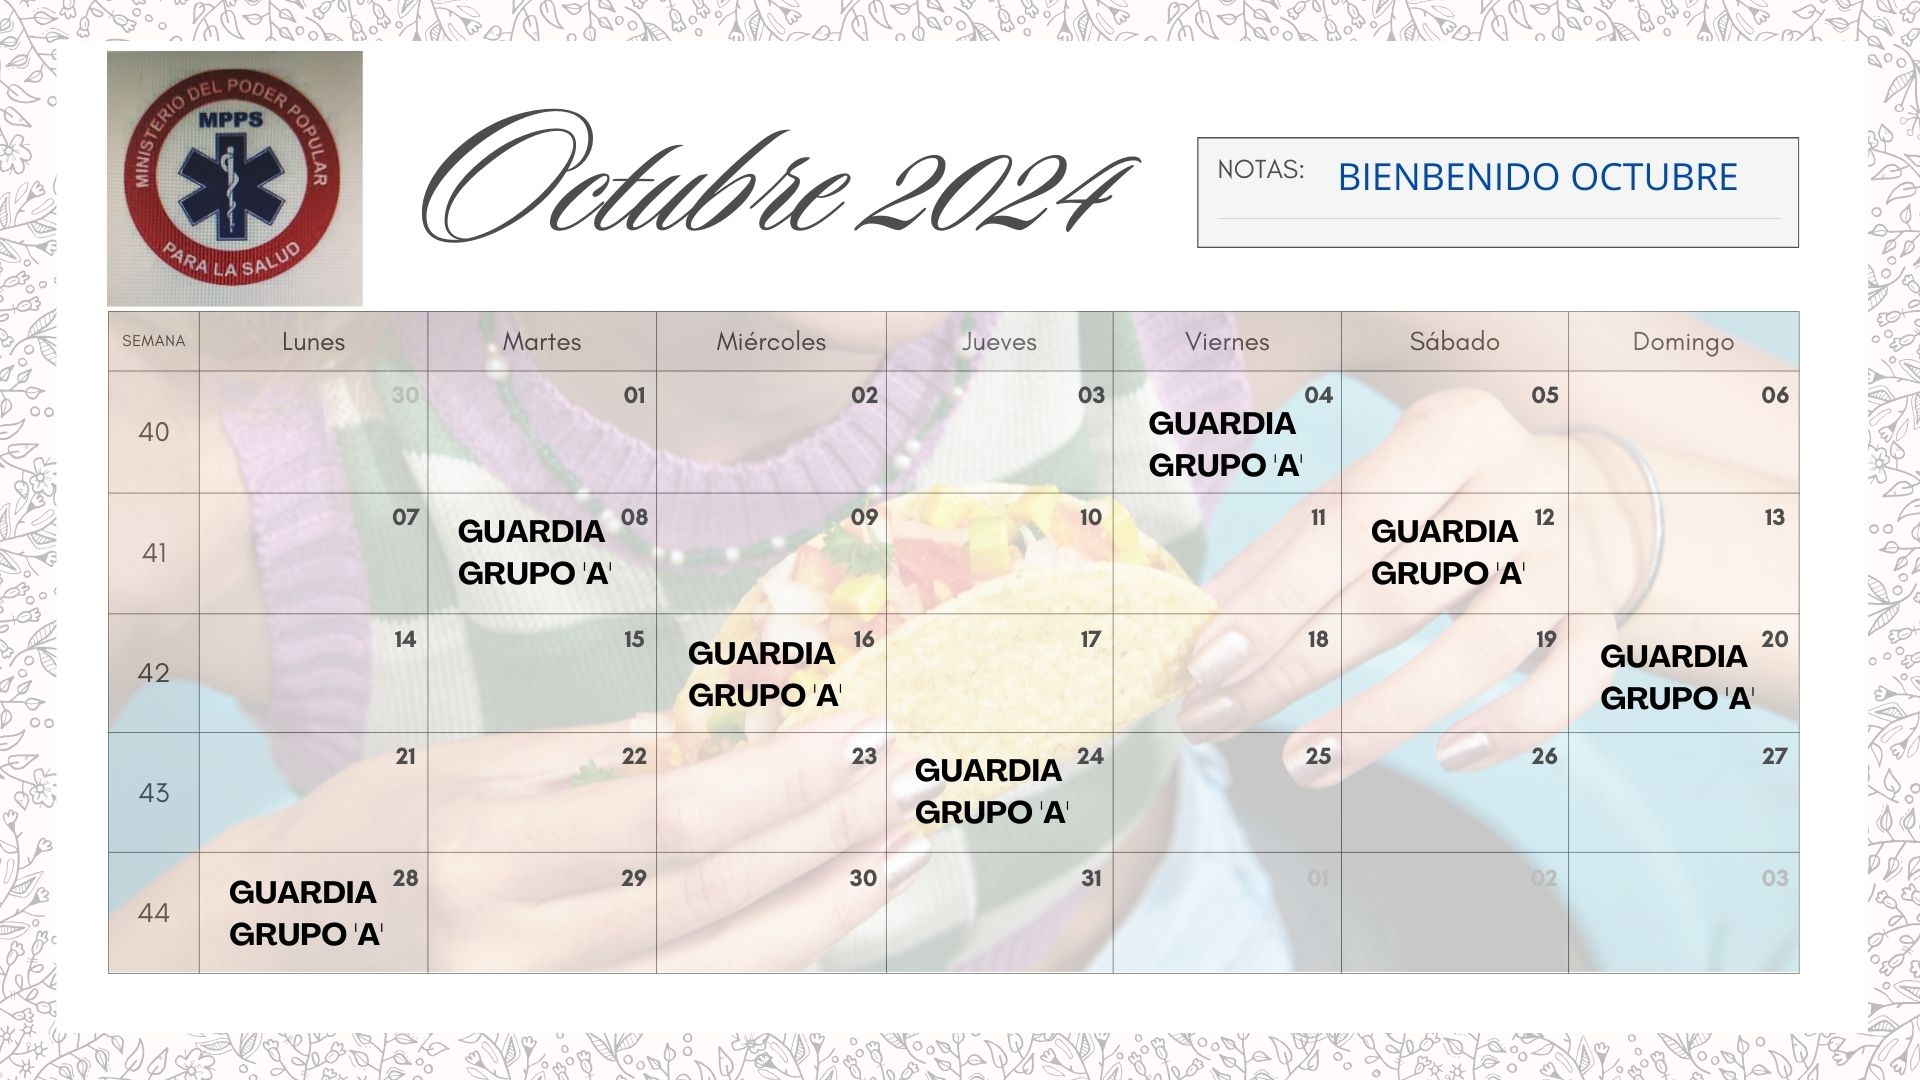 MINISTERIO DEL PODER POPULAR
MPPS
PARA LA SALUD
Octubre 2024
NOTAS: BIENBENIDO OCTUBRE
SEMANA Lunes Martes Miércoles Jueves Viernes Sábado Domingo
40 30 01 02 03 04 05 06
GUARDIA
GRUPO 'A'
41 07 08 09 10 11 12 13
GUARDIA
GRUPO 'A'
GUARDIA
GRUPO 'A'
42 14 15 16 17 18 19 20
GUARDIA
GRUPO 'A'
GUARDIA
GRUPO 'A'
43 21 22 23 24 25 26 27
GUARDIA
GRUPO 'A'
44 28 29 30 31 01 02 03
GUARDIA
GRUPO 'A'